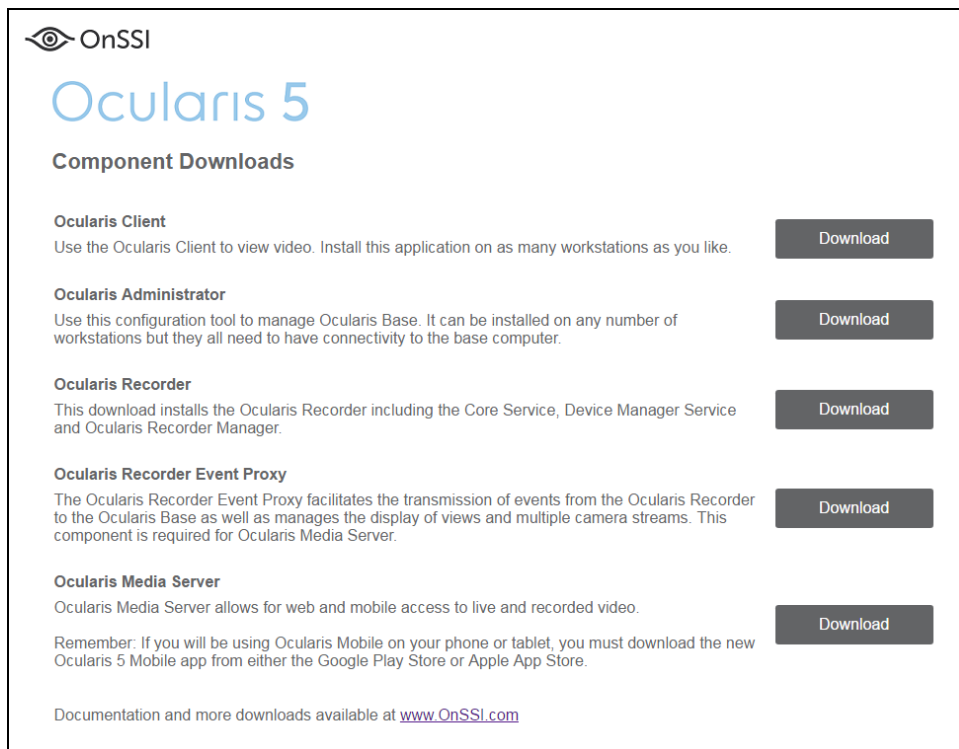 OnSSI
Ocularis 5
Component Downloads
Ocularis Client
Use the Ocularis Client to view video. Install this application on as many workstations as you like.
Download
Ocularis Administrator
Use this configuration tool to manage Ocularis Base. It can be installed on any number of
workstations but they all need to have connectivity to the base computer.
Download
Ocularis Recorder
This download installs the Ocularis Recorder including the Core Service, Device Manager Service
and Ocularis Recorder Manager.
Download
Ocularis Recorder Event Proxy
The Ocularis Recorder Event Proxy facilitates the transmission of events from the Ocularis Recorder
to the Ocularis Base as well as manages the display of views and multiple camera streams. This
component is required for Ocularis Media Server.
Download
Ocularis Media Server
Ocularis Media Server allows for web and mobile access to live and recorded video.
Remember: If you will be using Ocularis Mobile on your phone or tablet, you must download the new
Ocularis 5 Mobile app from either the Google Play Store or Apple App Store.
Download
Documentation and more downloads available at www.OnSSI.com